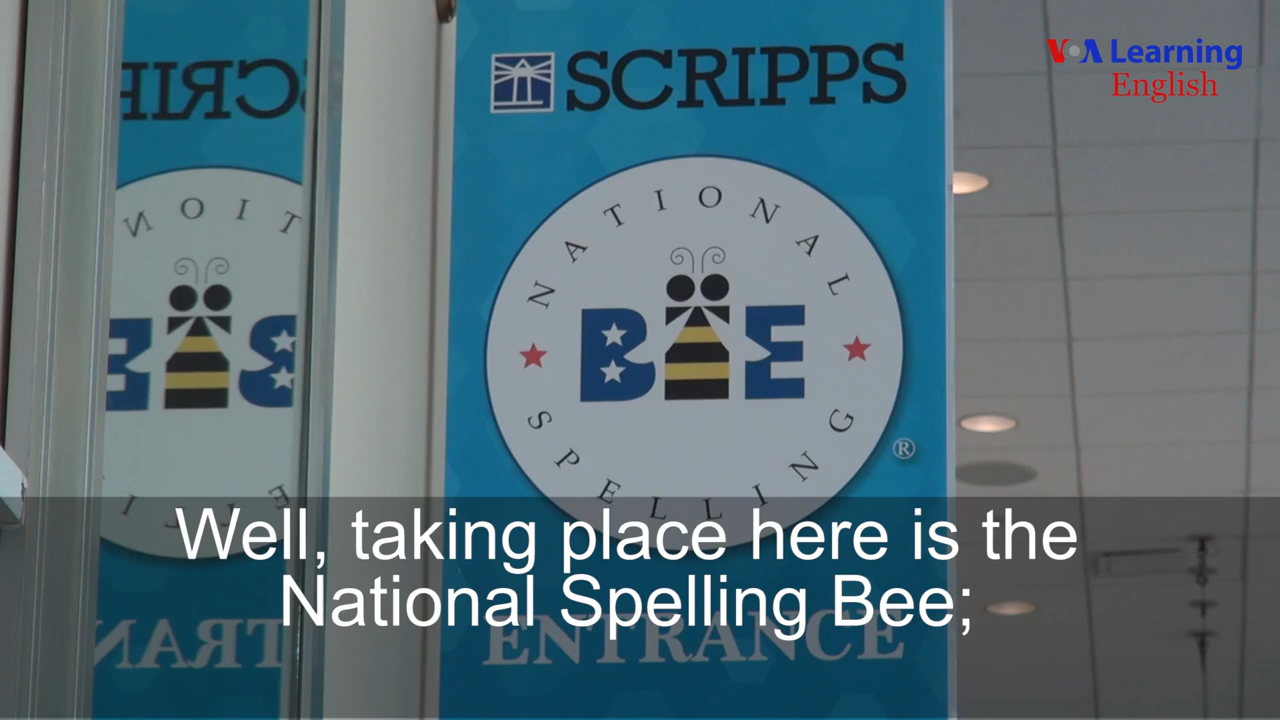 VOA Learning
English
SCRIPPS
NATIONAL
BEE
SPELLING
®
Well, taking place here is the
National Spelling Bee;
ENTRANCE